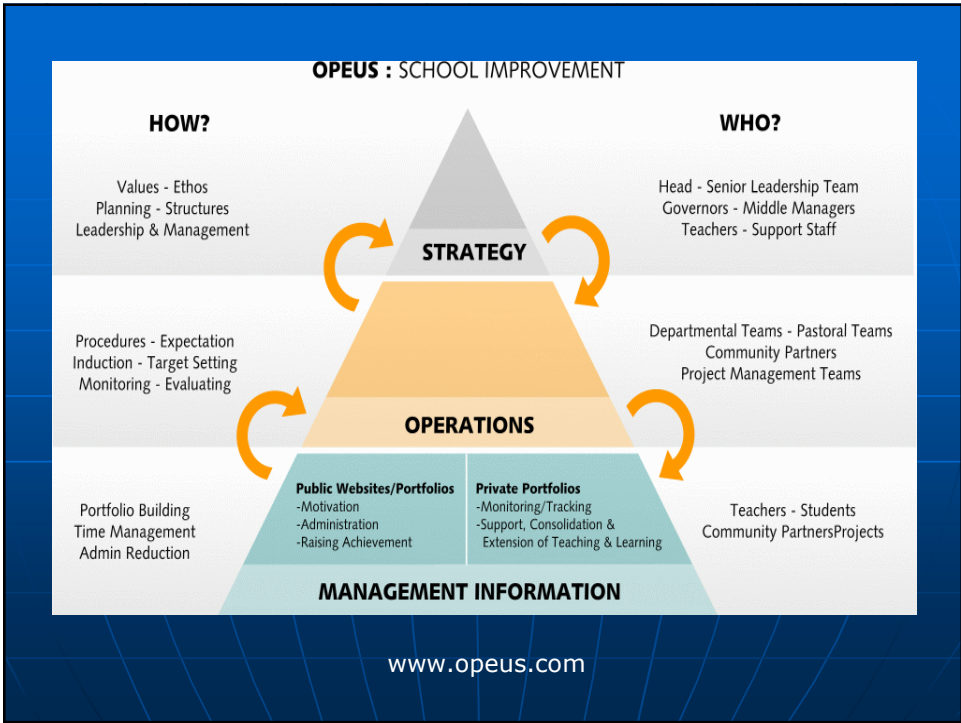 OPEUS : SCHOOL IMPROVEMENT
HOW?
WHO?
Values - Ethos
Planning - Structures
Leadership & Management
Head - Senior Leadership Team
Governors - Middle Managers
Teachers - Support Staff
STRATEGY
Procedures - Expectation
Induction - Target Setting
Monitoring - Evaluating
Departmental Teams - Pastoral Teams
Community Partners
Project Management Teams
OPERATIONS
Portfolio Building
Time Management
Admin Reduction
Public Websites/Portfolios
-Motivation
-Administration
-Raising Achievement
Private Portfolios
-Monitoring/Tracking
-Support, Consolidation &
Extension of Teaching & Learning
Teachers - Students
Community PartnersProjects
MANAGEMENT INFORMATION
www.opeus.com